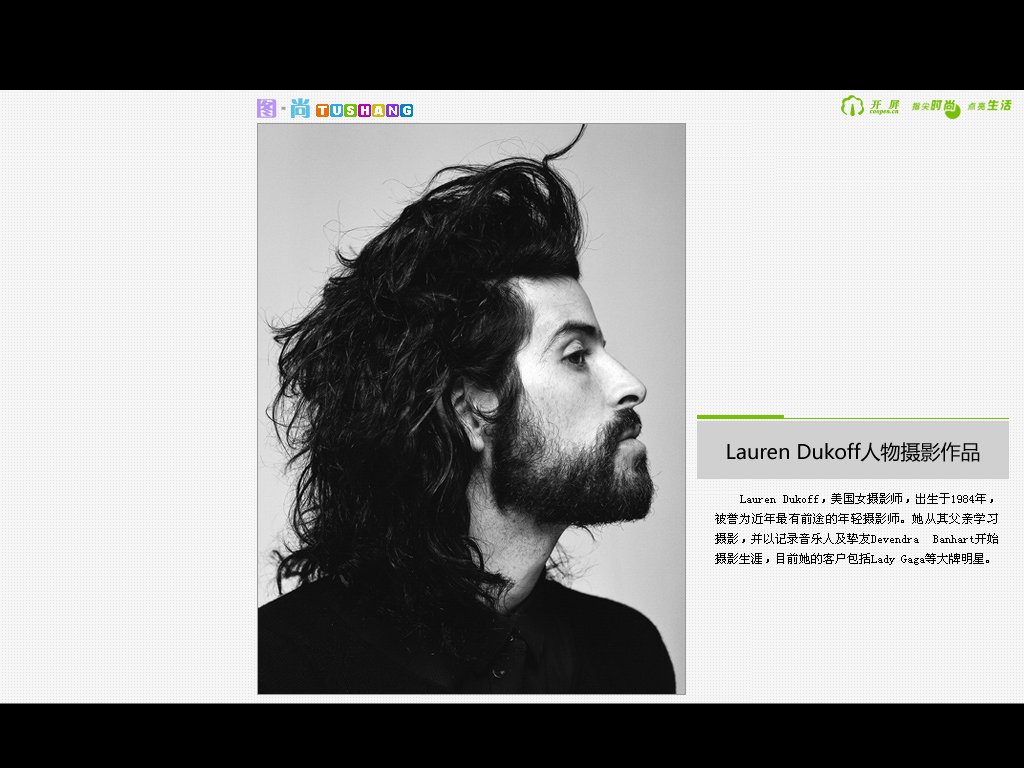 图·尚 TUSHANG
开屏 coopen.cn 指尖时尚 点亮生活
Lauren Dukoff人物摄影作品
Lauren Dukoff，美国女摄影师，出生于1984年，
被誉为近年最有前途的年轻摄影师。她从其父亲学习
摄影，并以记录音乐人及挚友Devendra Banhart开始
摄影生涯，目前她的客户包括Lady Gaga等大牌明星。